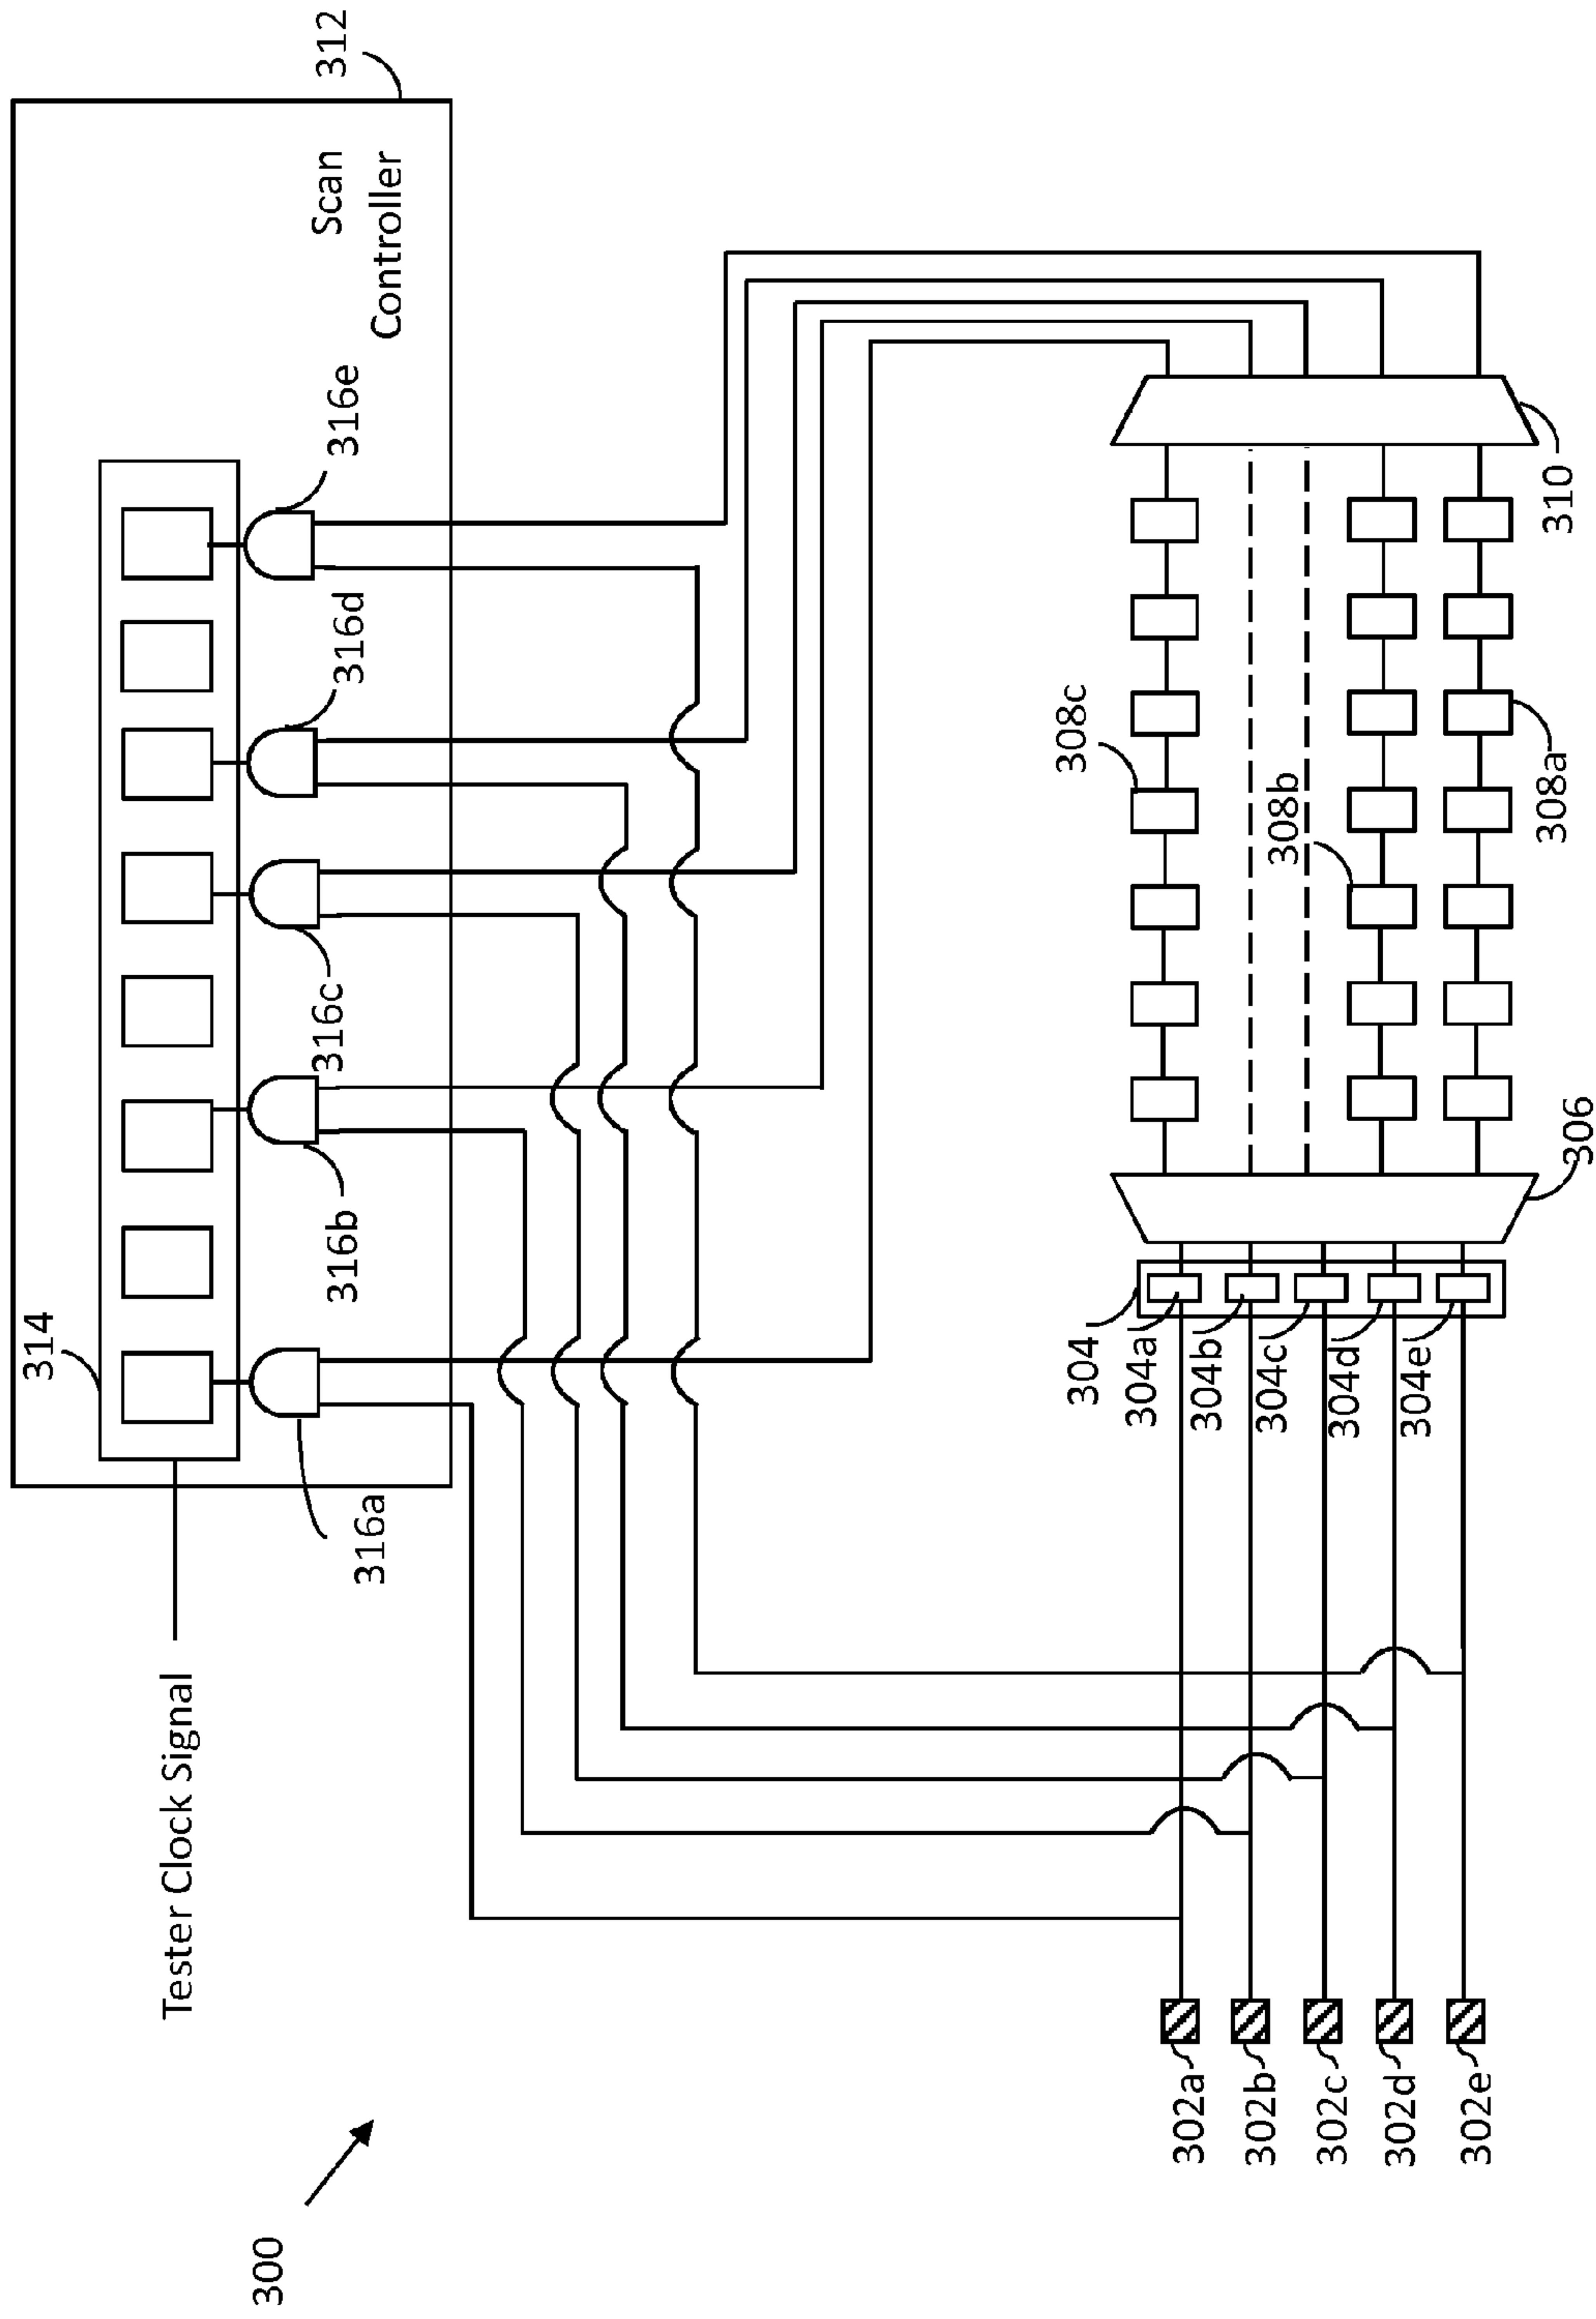 300
Tester Clock Signal
314
316a
316b
316c
316d
316e
Scan
Controller
312
302a
302b
302c
302d
302e
304
304a
304b
304c
304d
304e
306
308c
308b
308a
310